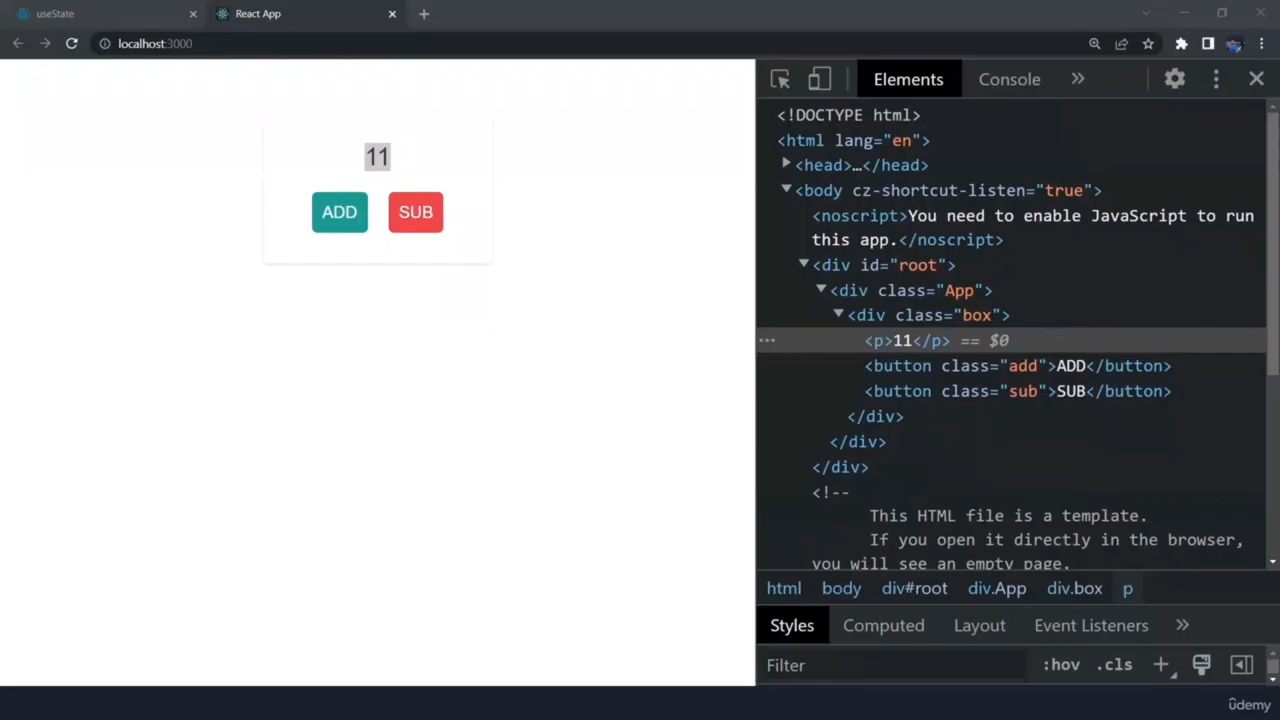 useState
React App
localhost:3000
11
ADD SUB
Elements Console
<!DOCTYPE html>
<html lang="en">
<head>…</head>
<body cz-shortcut-listen="true">
<noscript>You need to enable JavaScript to run
this app.</noscript>
<div id="root">
<div class="App">
<div class="box">
<p>11</p> == $0
<button class="add">ADD</button>
<button class="sub">SUB</button>
</div>
</div>
</div>
<!--
This HTML file is a template.
If you open it directly in the browser,
you will see an empty page.
html body div#root div.App div.box p
Styles Computed Layout Event Listeners
Filter :hov .cls
udemy